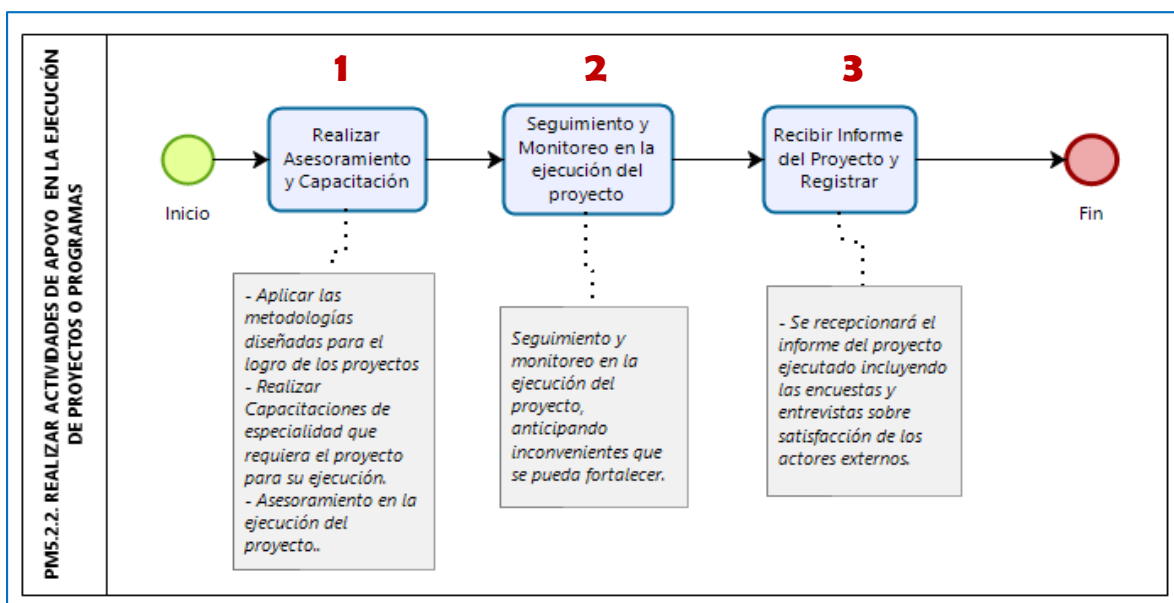 PM5.2.2. REALIZAR ACTIVIDADES DE APOYO EN LA EJECUCIÓN
DE PROYECTOS O PROGRAMAS
1
2
3
Inicio
Realizar
Asesoramiento
y Capacitación
Seguimiento y
Monitoreo en la
ejecución del
proyecto
Recibir Informe
del Proyecto y
Registrar
Fin
- Aplicar las
metodologías
diseñadas para el
logro de los proyectos
- Realizar
Capacitaciones de
especialidad que
requiera el proyecto
para su ejecución.
- Asesoramiento en la
ejecución del
proyecto..
Seguimiento y
monitoreo en la
ejecución del
proyecto,
anticipando
inconvenientes que
se pueda fortalecer.
- Se recepcionará el
informe del proyecto
ejecutado incluyendo
las encuestas y
entrevistas sobre
satisfacción de los
actores externos.